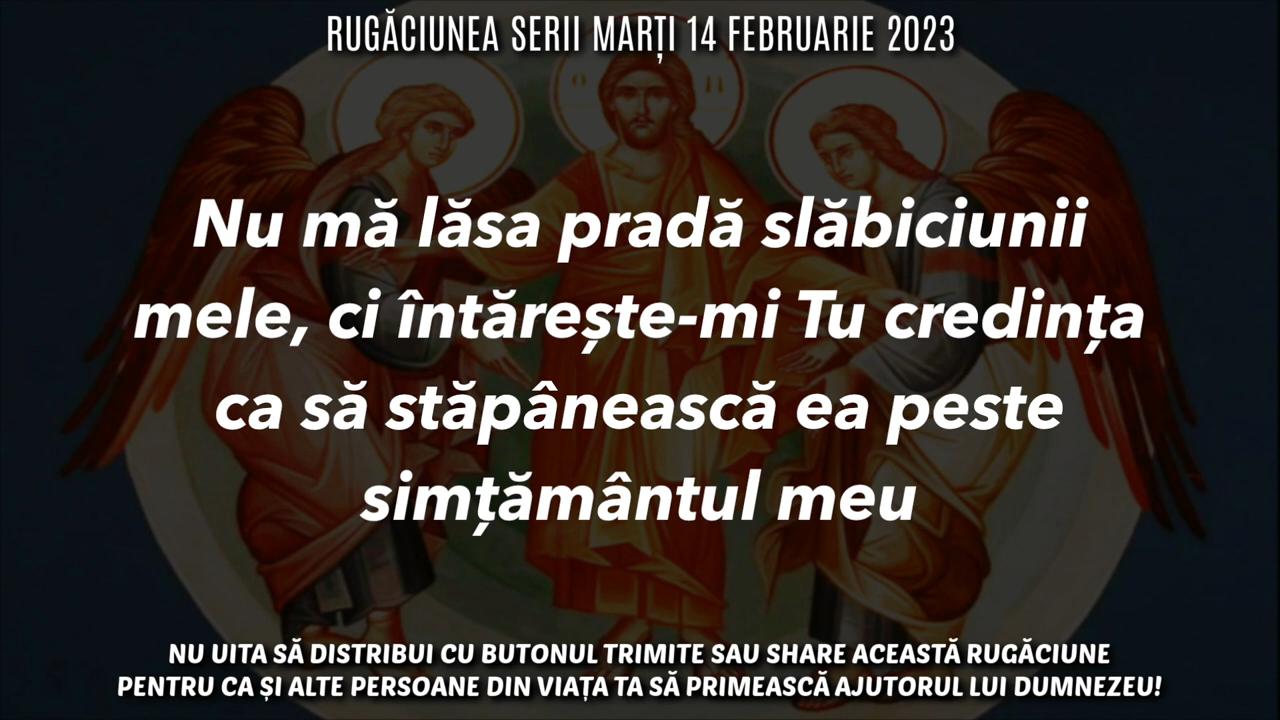 RUGĂCIUNEA SERII MARȚI 14 FEBRUARIE 2023
Nu mă lăsa pradă slăbiciunii
mele, ci întărește-mi Tu credința
ca să stăpânească ea peste
simțământul meu
NU UITA SĂ DISTRIBUI CU BUTONUL TRIMITE SAU SHARE ACEASTĂ RUGĂCIUNE
PENTRU CA ȘI ALTE PERSOANE DIN VIAȚA TA SĂ PRIMEASCĂ AJUTORUL LUI DUMNEZEU!